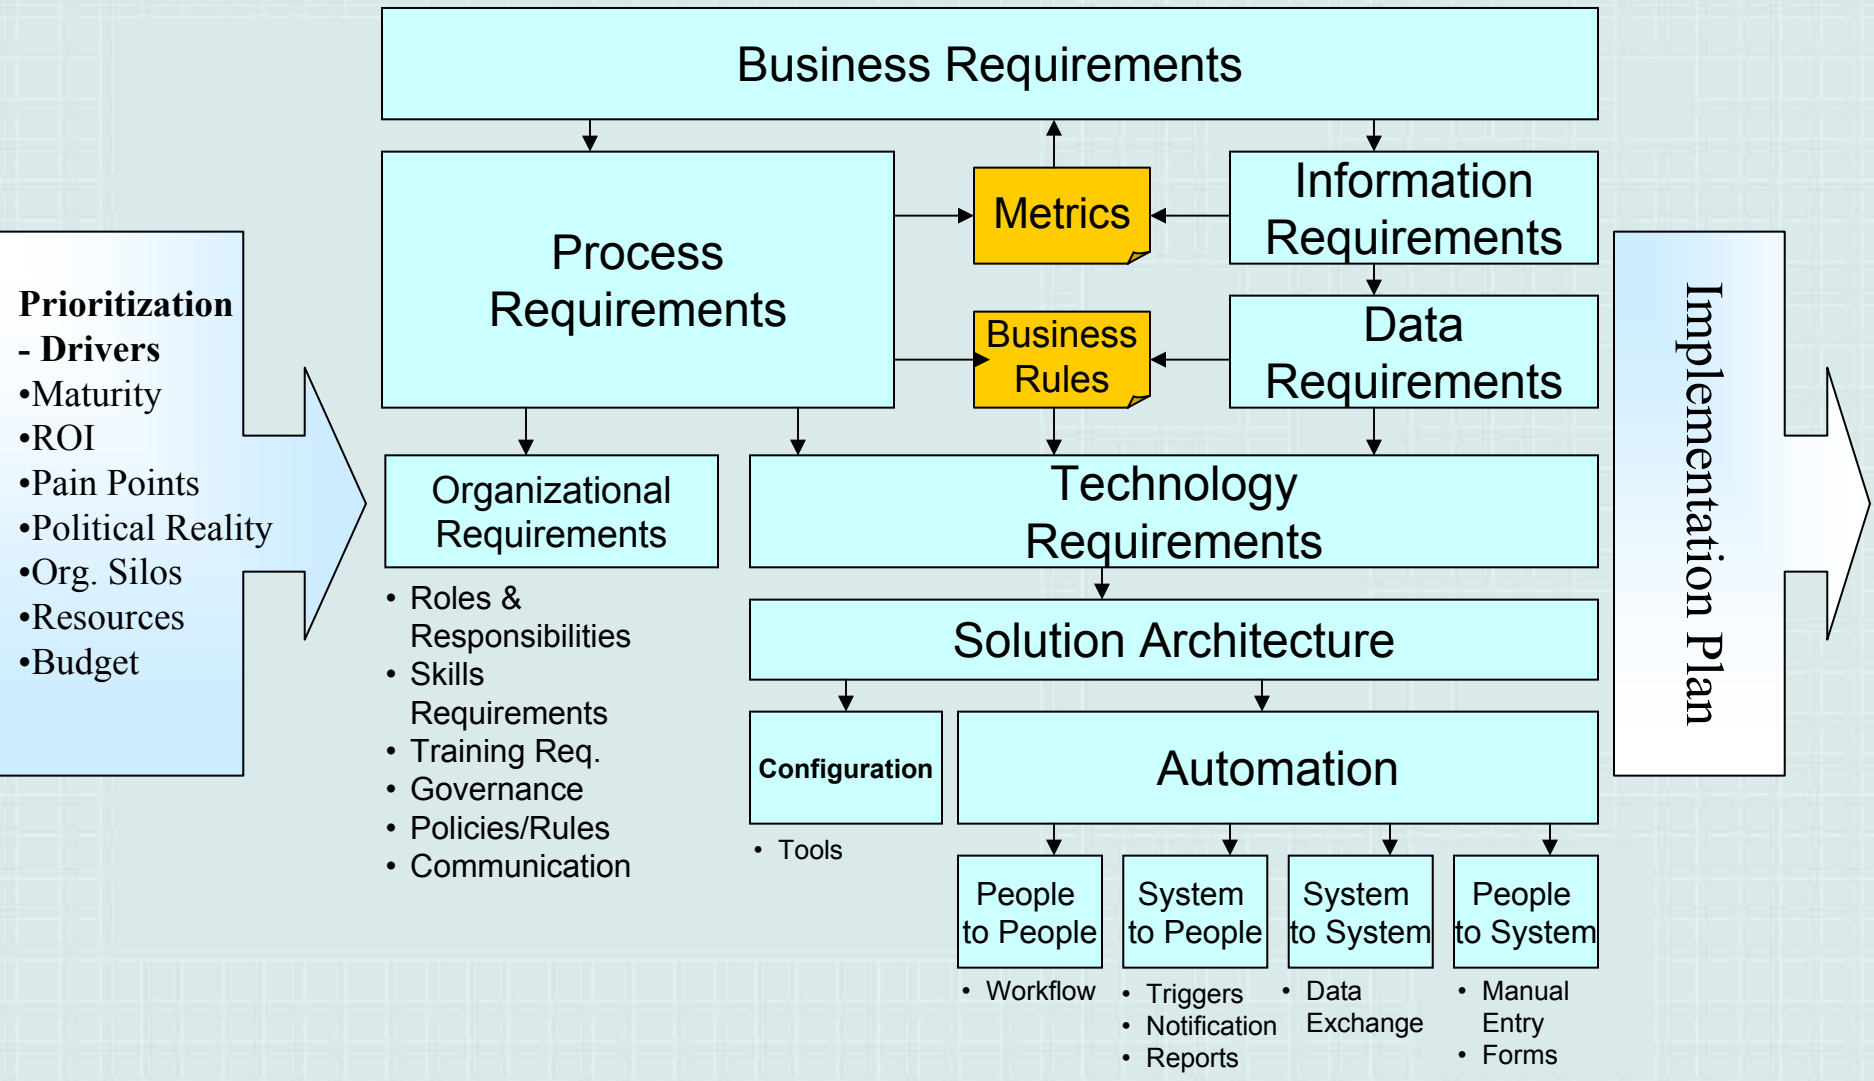 Business Requirements
Prioritization
- Drivers
•Maturity
•ROI
•Pain Points
•Political Reality
•Org. Silos
•Resources
•Budget
Process
Requirements
Metrics
Information
Requirements
Business
Rules
Data
Requirements
Organizational
Requirements
• Roles &
Responsibilities
• Skills
Requirements
• Training Req.
• Governance
• Policies/Rules
• Communication
Technology
Requirements
Solution Architecture
Configuration
• Tools
Automation
People
to People
• Workflow
System
to People
• Triggers
• Notification
• Reports
System
to System
• Data
Exchange
People
to System
• Manual
Entry
• Forms
Implementation Plan